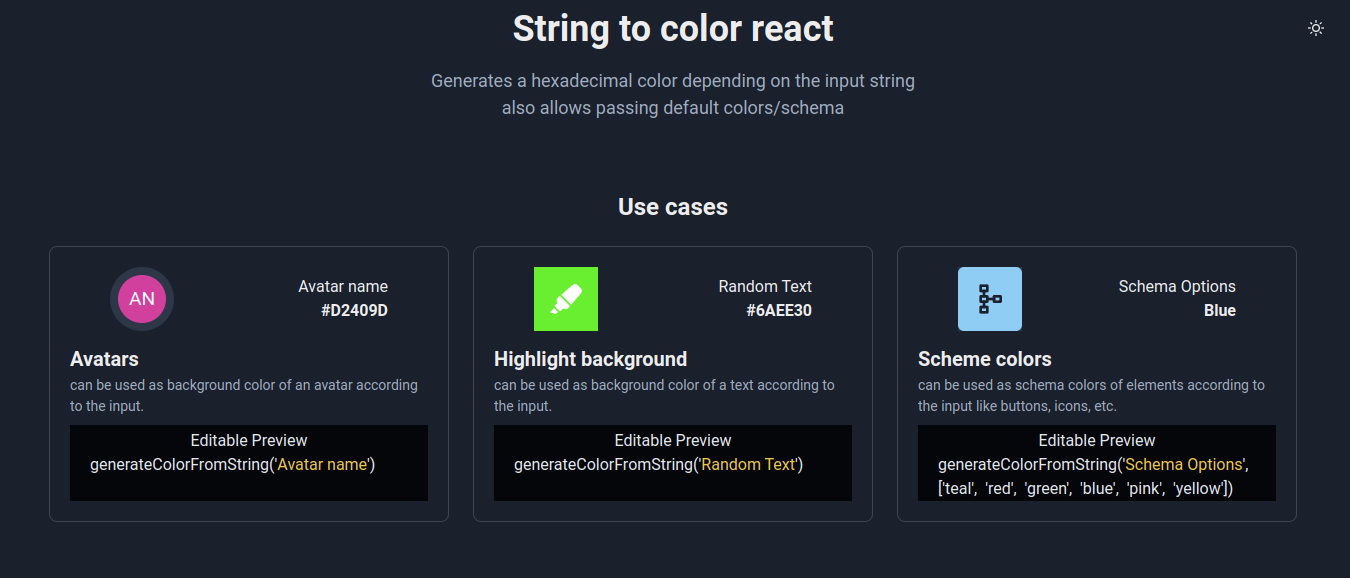 String to color react
Generates a hexadecimal color depending on the input string
also allows passing default colors/schema
Use cases
AN
Avatar name
#D2409D
Avatars
can be used as background color of an avatar according
to the input.
Editable Preview
generateColorFromString('Avatar name')
Random Text
#6AEE30
Highlight background
can be used as background color of a text according to
the input.
Editable Preview
generateColorFromString('Random Text')
Schema Options
Blue
Scheme colors
can be used as schema colors of elements according to
the input like buttons, icons, etc.
Editable Preview
generateColorFromString('Schema Options',
['teal', 'red', 'green', 'blue', 'pink', 'yellow'])